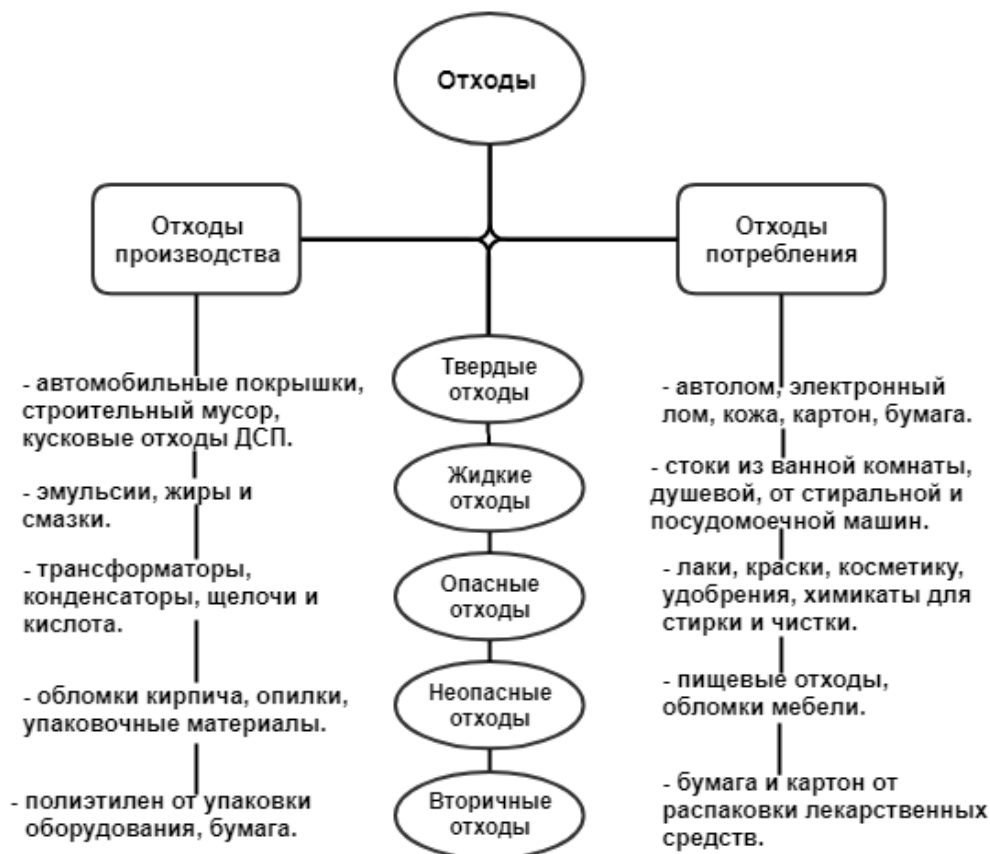 Отходы
Отходы
производства
Отходы
потребления
- автомобильные покрышки,
строительный мусор,
кусковые отходы ДСП.
- эмульсии, жиры и
смазки.
- трансформаторы,
конденсаторы, щелочи и
кислота.
- обломки кирпича, опилки,
упаковочные материалы.
- полиэтилен от упаковки
оборудования, бумага.
Твердые
отходы
Жидкие
отходы
Опасные
отходы
Неопасные
отходы
Вторичные
отходы
- автолом, электронный
лом, кожа, картон, бумага.
- стоки из ванной комнаты,
душевой, от стиральной и
посудомоечной машин.
- лаки, краски, косметику,
удобрения, химикаты для
стирки и чистки.
- пищевые отходы,
обломки мебели.
- бумага и картон от
распаковки лекарственных
средств.